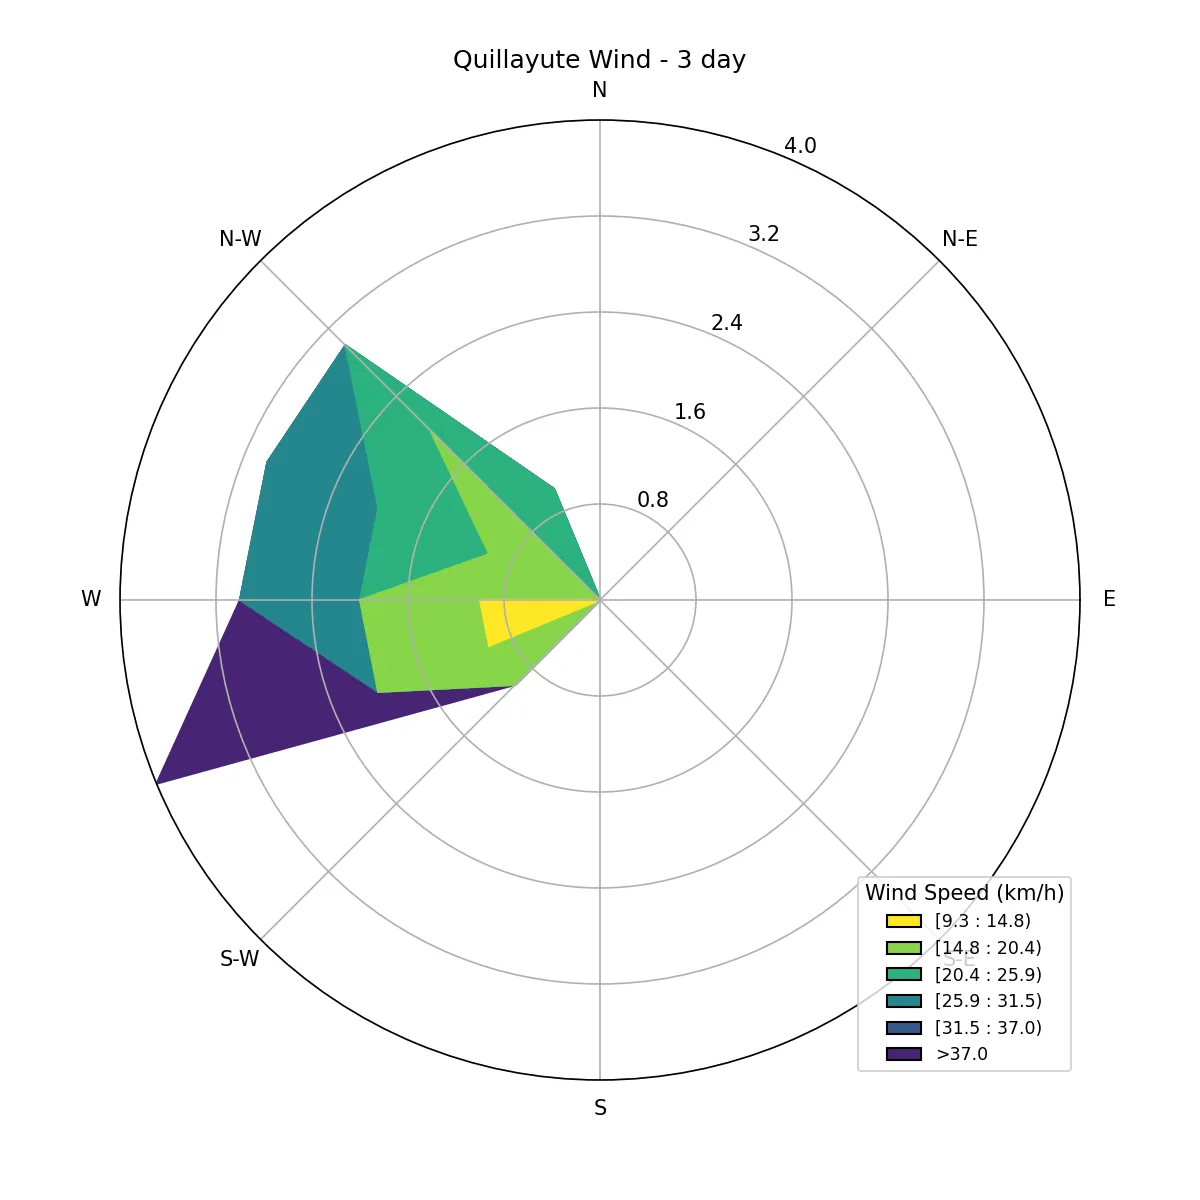 Quillayute Wind - 3 day
N
4.0
N-W
3.2
N-E
2.4
1.6
0.8
W
E
S-W
S-E
Wind Speed (km/h)
[9.3 : 14.8)
[14.8 : 20.4)
[20.4 : 25.9)
[25.9 : 31.5)
[31.5 : 37.0)
>37.0
S